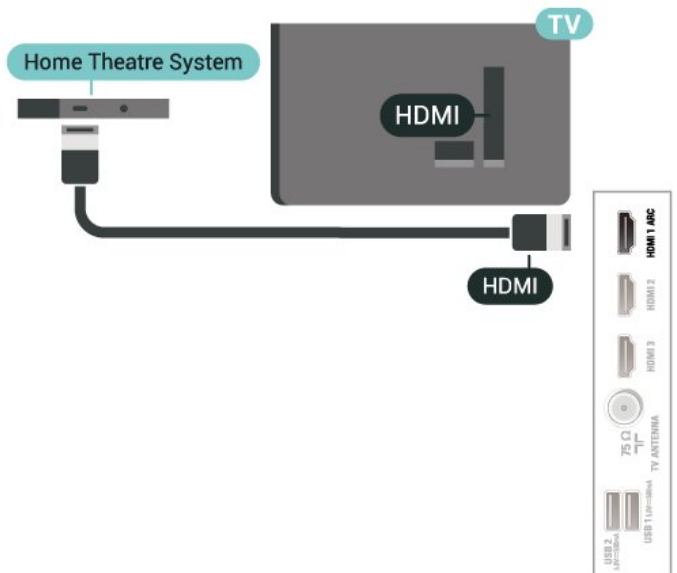 TV
Home Theatre System
HDMI
HDMI
HDMI 1 ARC
HDMI 2
HDMI 3
75 Ω
TV ANTENNA
USB 1
USB 2